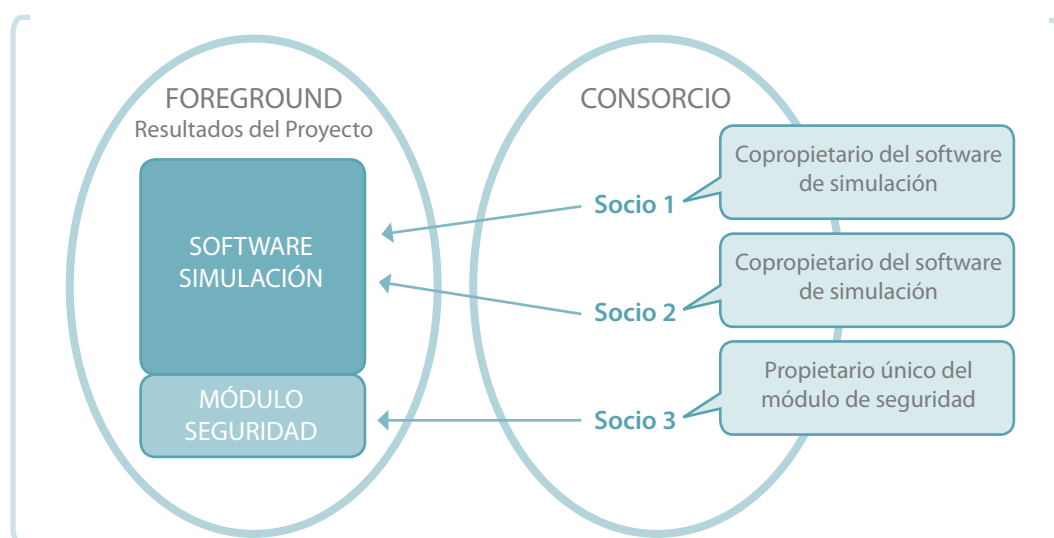 FOREGROUND
Resultados del Proyecto
SOFTWARE
SIMULACIÓN
MÓDULO
SEGURIDAD
CONSORCIO
Socio 1
Copropietario del software
de simulación
Socio 2
Copropietario del software
de simulación
Socio 3
Propietario único del
módulo de seguridad